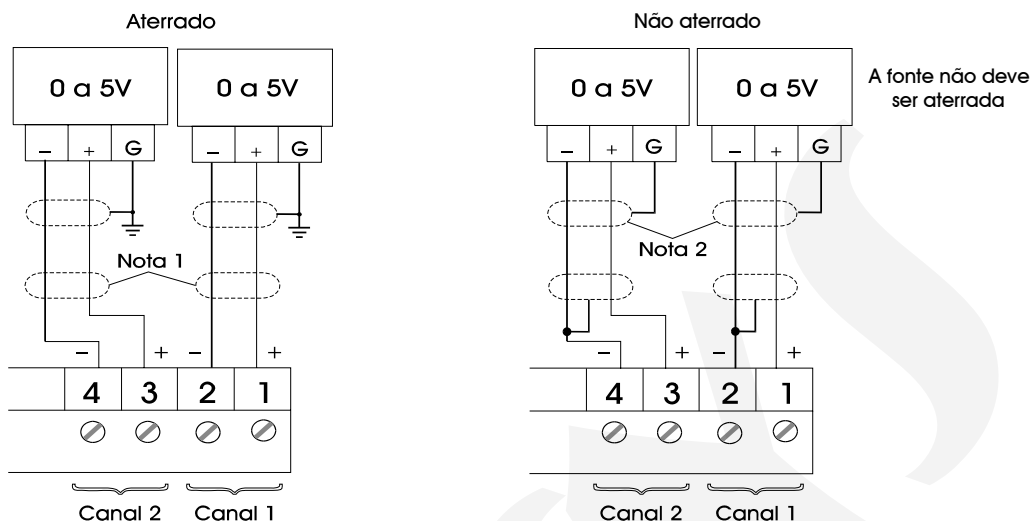 Aterrado
0 a 5V 0 a 5V
− + G − + G
Nota 1
− + − +
4 3 2 1
Canal 2 Canal 1
Não aterrado
0 a 5V 0 a 5V
A fonte não deve
ser aterrada
− + G − + G
Nota 2
− + − +
4 3 2 1
Canal 2 Canal 1